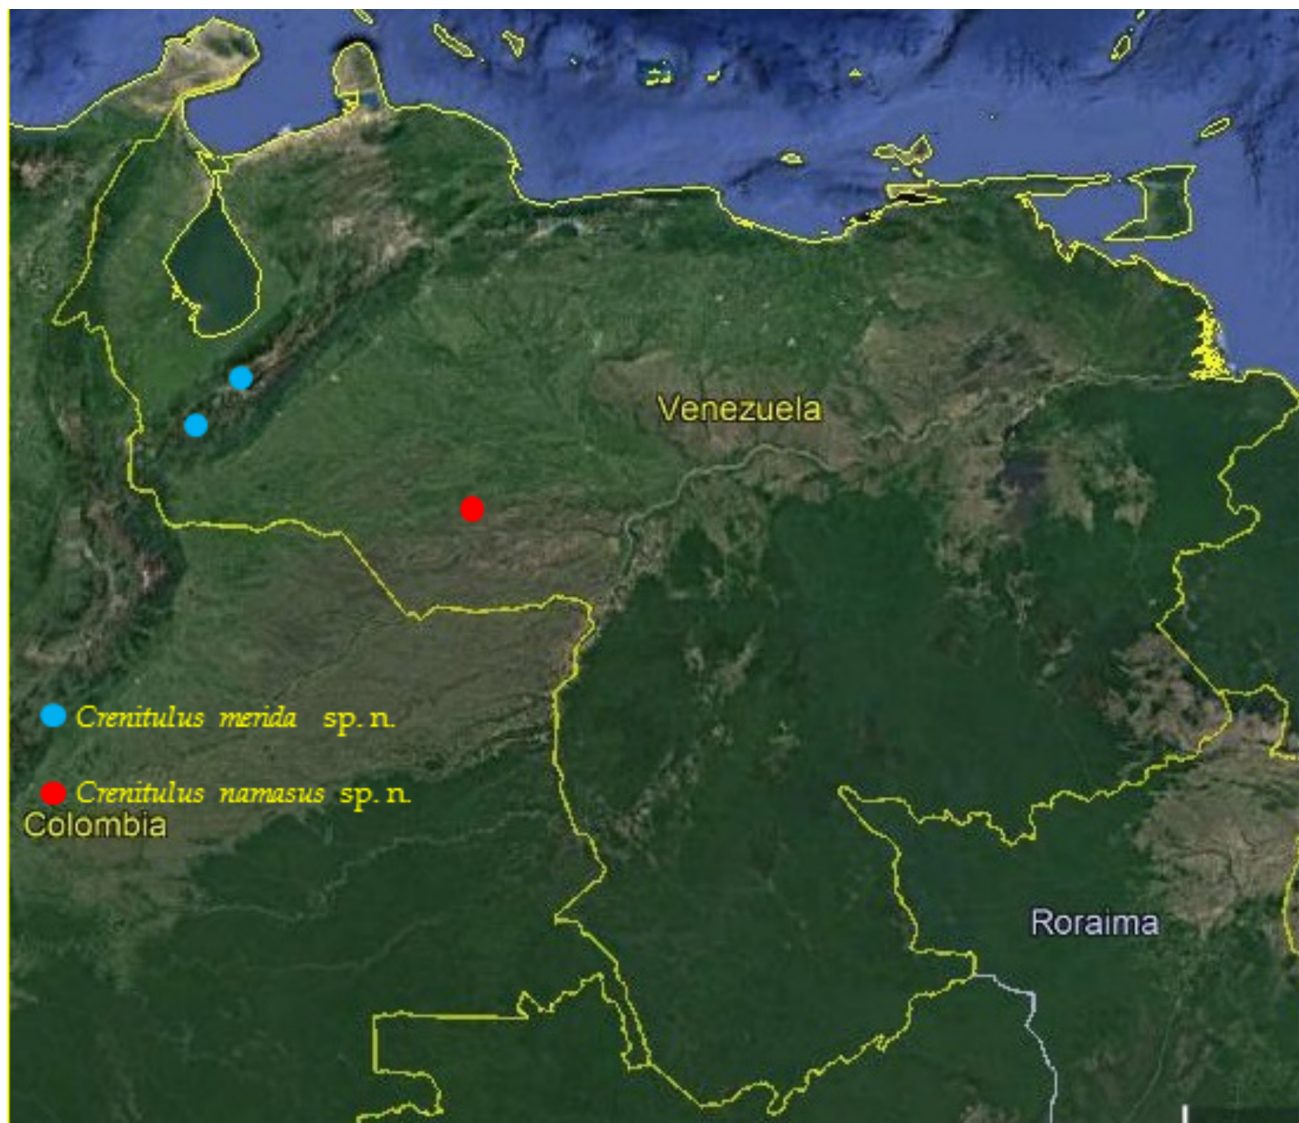 Venezuela
Crenitulus merida sp. n.
Crenitulus namasus sp. n.
Colombia
Roraima